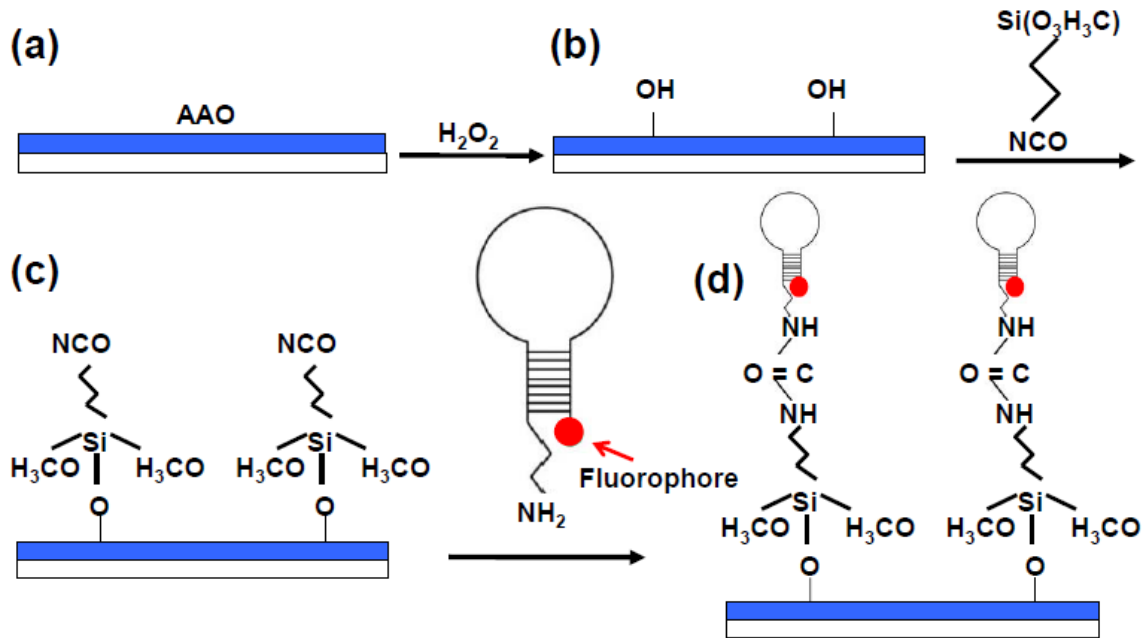 (a)
AAO
H₂O₂
(b)
OH OH
Si(O₃H₃C)
NCO
(c)
NCO NCO
Si Si
H₃CO H₃CO H₃CO H₃CO
O O
Fluorophore
NH₂
(d)
NH NH
O = C O = C
NH NH
Si Si
H₃CO H₃CO H₃CO H₃CO
O O